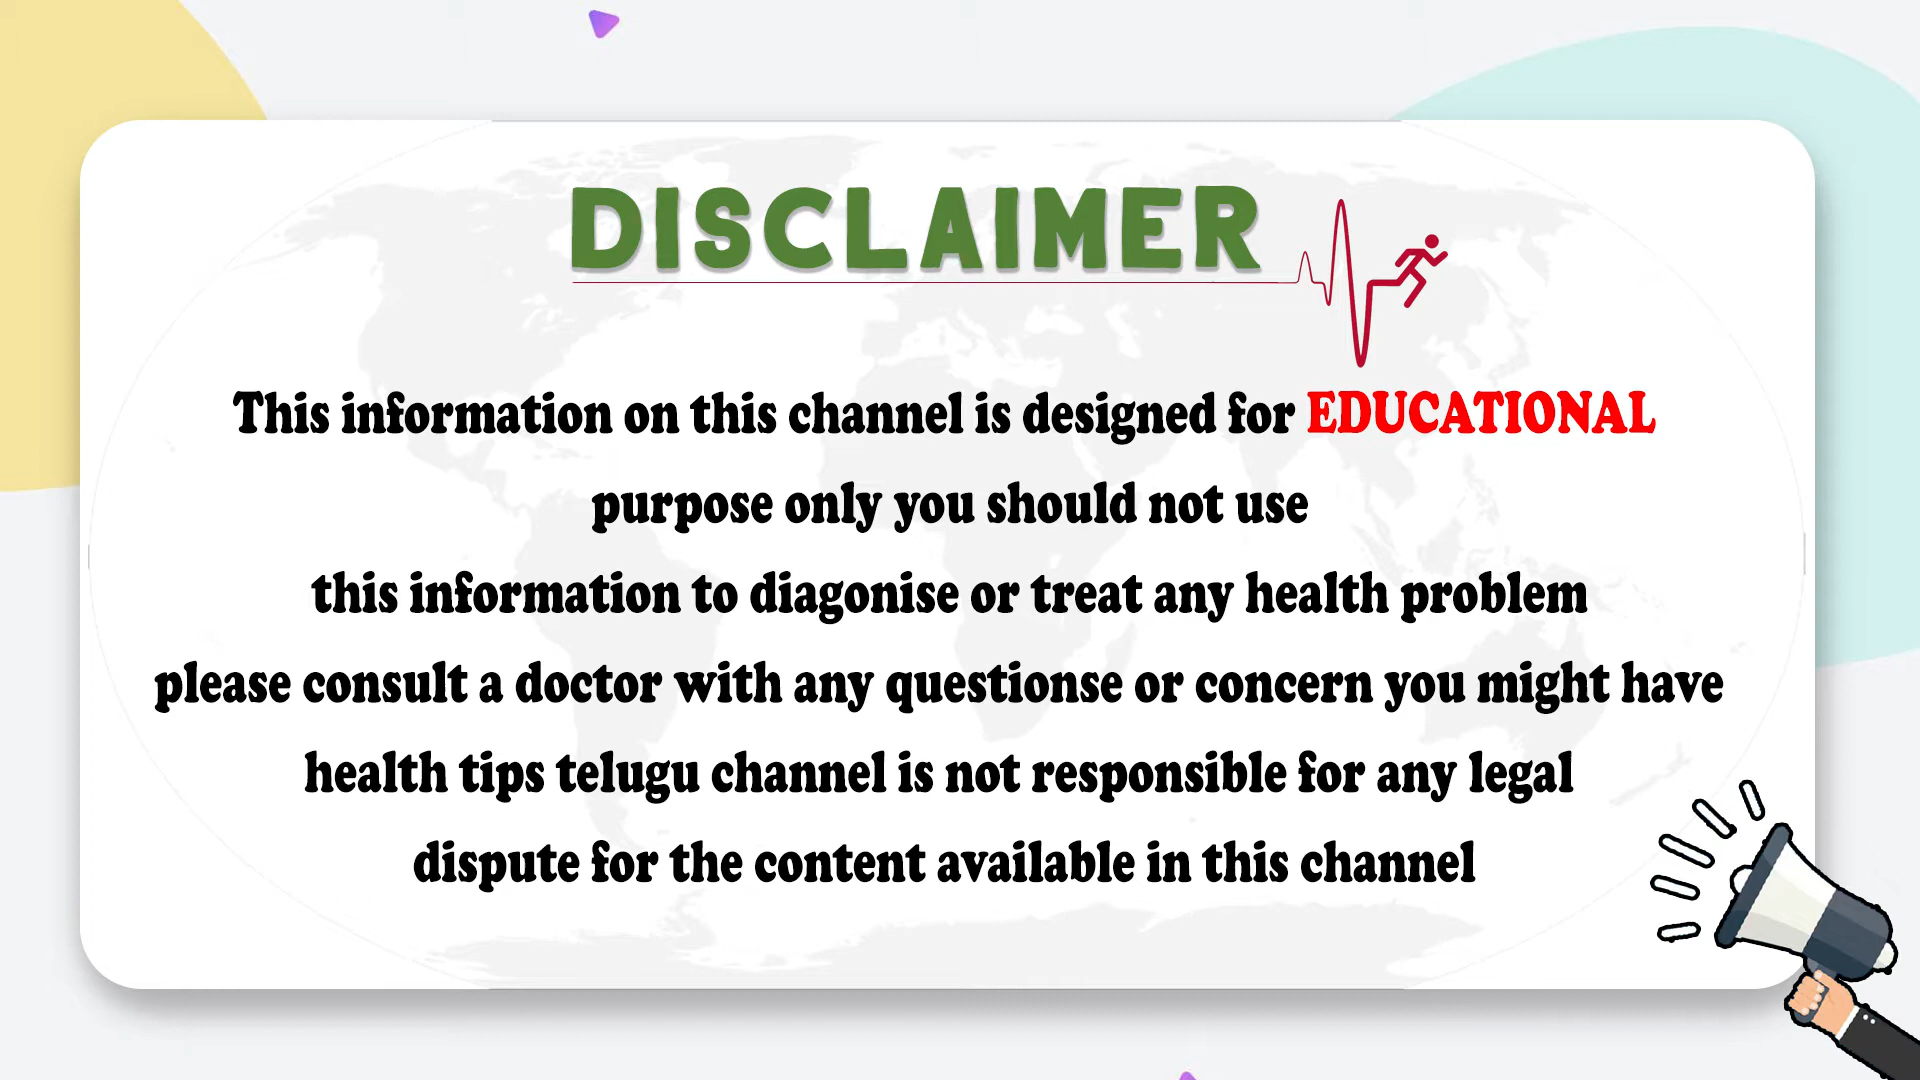 DISCLAIMER
This information on this channel is designed for EDUCATIONAL
purpose only you should not use
this information to diagonise or treat any health problem
please consult a doctor with any questionse or concern you might have
health tips telugu channel is not responsible for any legal
dispute for the content available in this channel